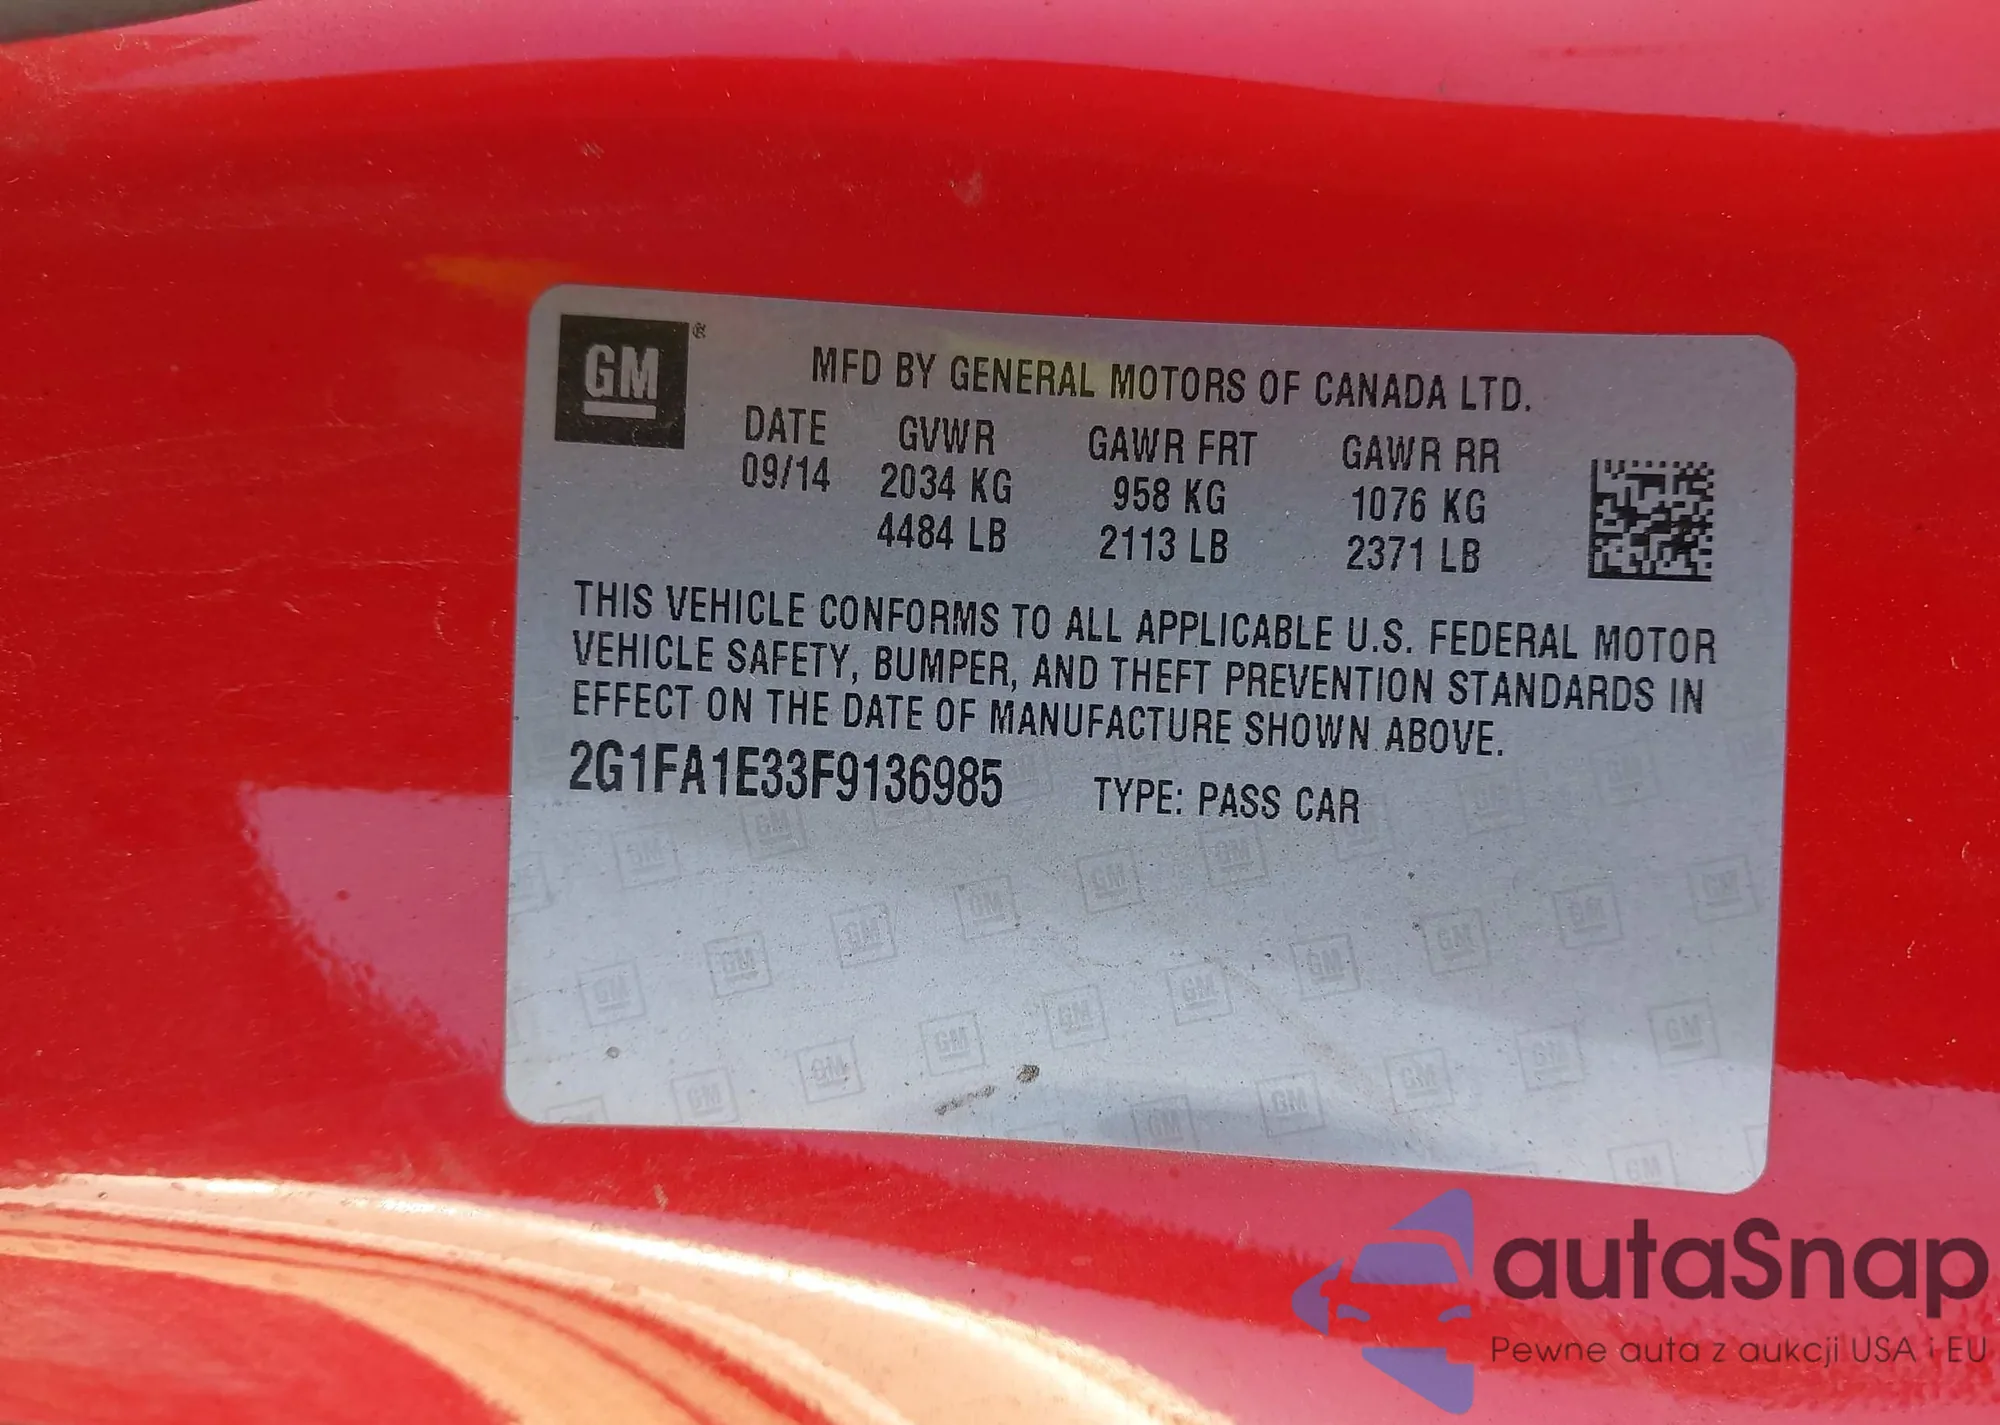 GM®
MFD BY GENERAL MOTORS OF CANADA LTD.
DATE GVWR GAWR FRT GAWR RR
09/14 2034 KG 958 KG 1076 KG
4484 LB 2113 LB 2371 LB
THIS VEHICLE CONFORMS TO ALL APPLICABLE U.S. FEDERAL MOTOR
VEHICLE SAFETY, BUMPER, AND THEFT PREVENTION STANDARDS IN
EFFECT ON THE DATE OF MANUFACTURE SHOWN ABOVE.
2G1FA1E33F9136985 TYPE: PASS CAR
autaSnap
Pewne auta z aukcji USA i EU